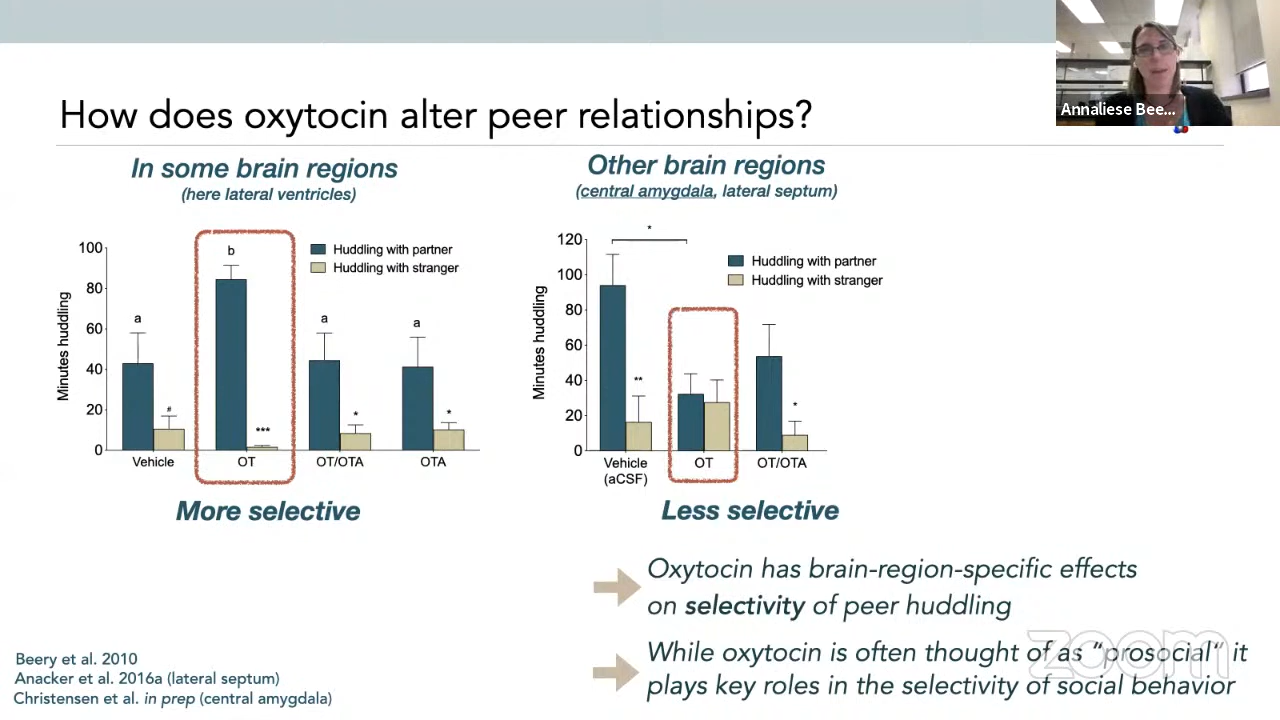 Annaliese Bee...
How does oxytocin alter peer relationships?
In some brain regions
(here lateral ventricles)
Minutes huddling
100
80
60
40
20
0
a
#
b
***
a
*
a
*
Huddling with partner
Huddling with stranger
Vehicle
OT
OT/OTA
OTA
More selective
Other brain regions
(central amygdala, lateral septum)
Minutes huddling
120
100
80
60
40
20
0
*
**
*
Huddling with partner
Huddling with stranger
Vehicle
(aCSF)
OT
OT/OTA
Less selective
Oxytocin has brain-region-specific effects
on selectivity of peer huddling
While oxytocin is often thought of as “prosocial“ it
plays key roles in the selectivity of social behavior
zoom
Beery et al. 2010
Anacker et al. 2016a (lateral septum)
Christensen et al. in prep (central amygdala)